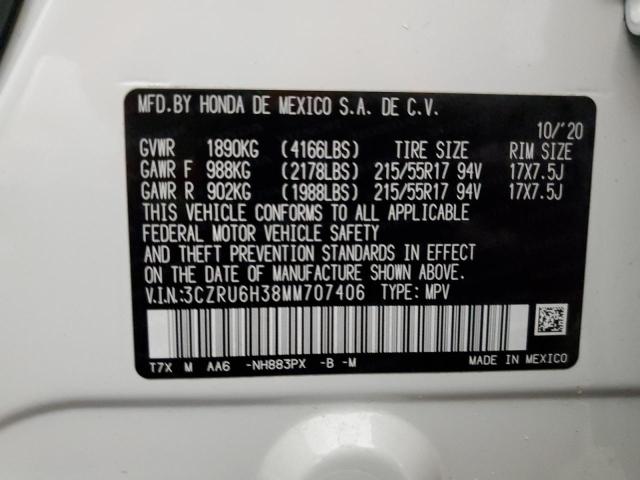 MFD.BY HONDA DE MEXICO S.A. DE C.V.
10/'20
GVWR 1890KG (4166LBS) TIRE SIZE RIM SIZE
GAWR F 988KG (2178LBS) 215/55R17 94V 17X7.5J
GAWR R 902KG (1988LBS) 215/55R17 94V 17X7.5J
THIS VEHICLE CONFORMS TO ALL APPLICABLE
FEDERAL MOTOR VEHICLE SAFETY
AND THEFT PREVENTION STANDARDS IN EFFECT
ON THE DATE OF MANUFACTURE SHOWN ABOVE.
V.I.N.:3CZRU6H38MM707406 TYPE: MPV
T7X M AA6 -NH883PX -B -M MADE IN MEXICO